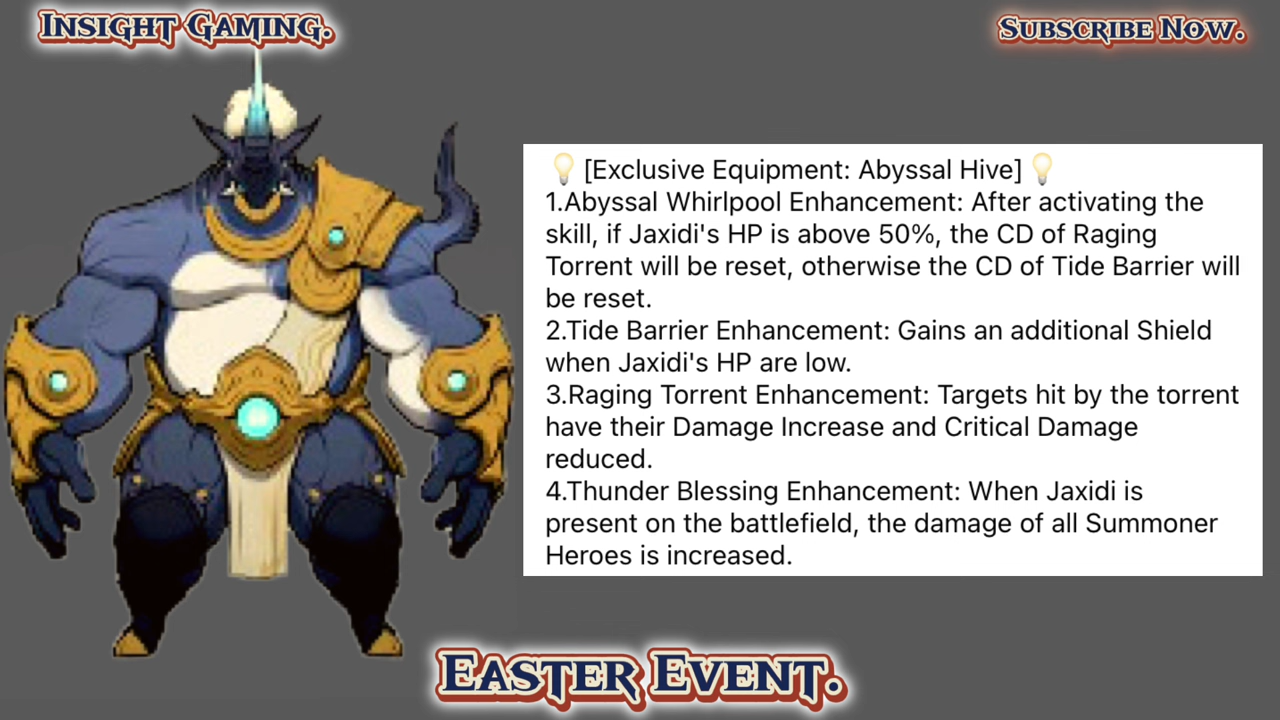 Insight Gaming.
Subscribe Now.
💡 [Exclusive Equipment: Abyssal Hive] 💡
1.Abyssal Whirlpool Enhancement: After activating the
skill, if Jaxidi's HP is above 50%, the CD of Raging
Torrent will be reset, otherwise the CD of Tide Barrier will
be reset.
2.Tide Barrier Enhancement: Gains an additional Shield
when Jaxidi's HP are low.
3.Raging Torrent Enhancement: Targets hit by the torrent
have their Damage Increase and Critical Damage
reduced.
4.Thunder Blessing Enhancement: When Jaxidi is
present on the battlefield, the damage of all Summoner
Heroes is increased.
Easter Event.